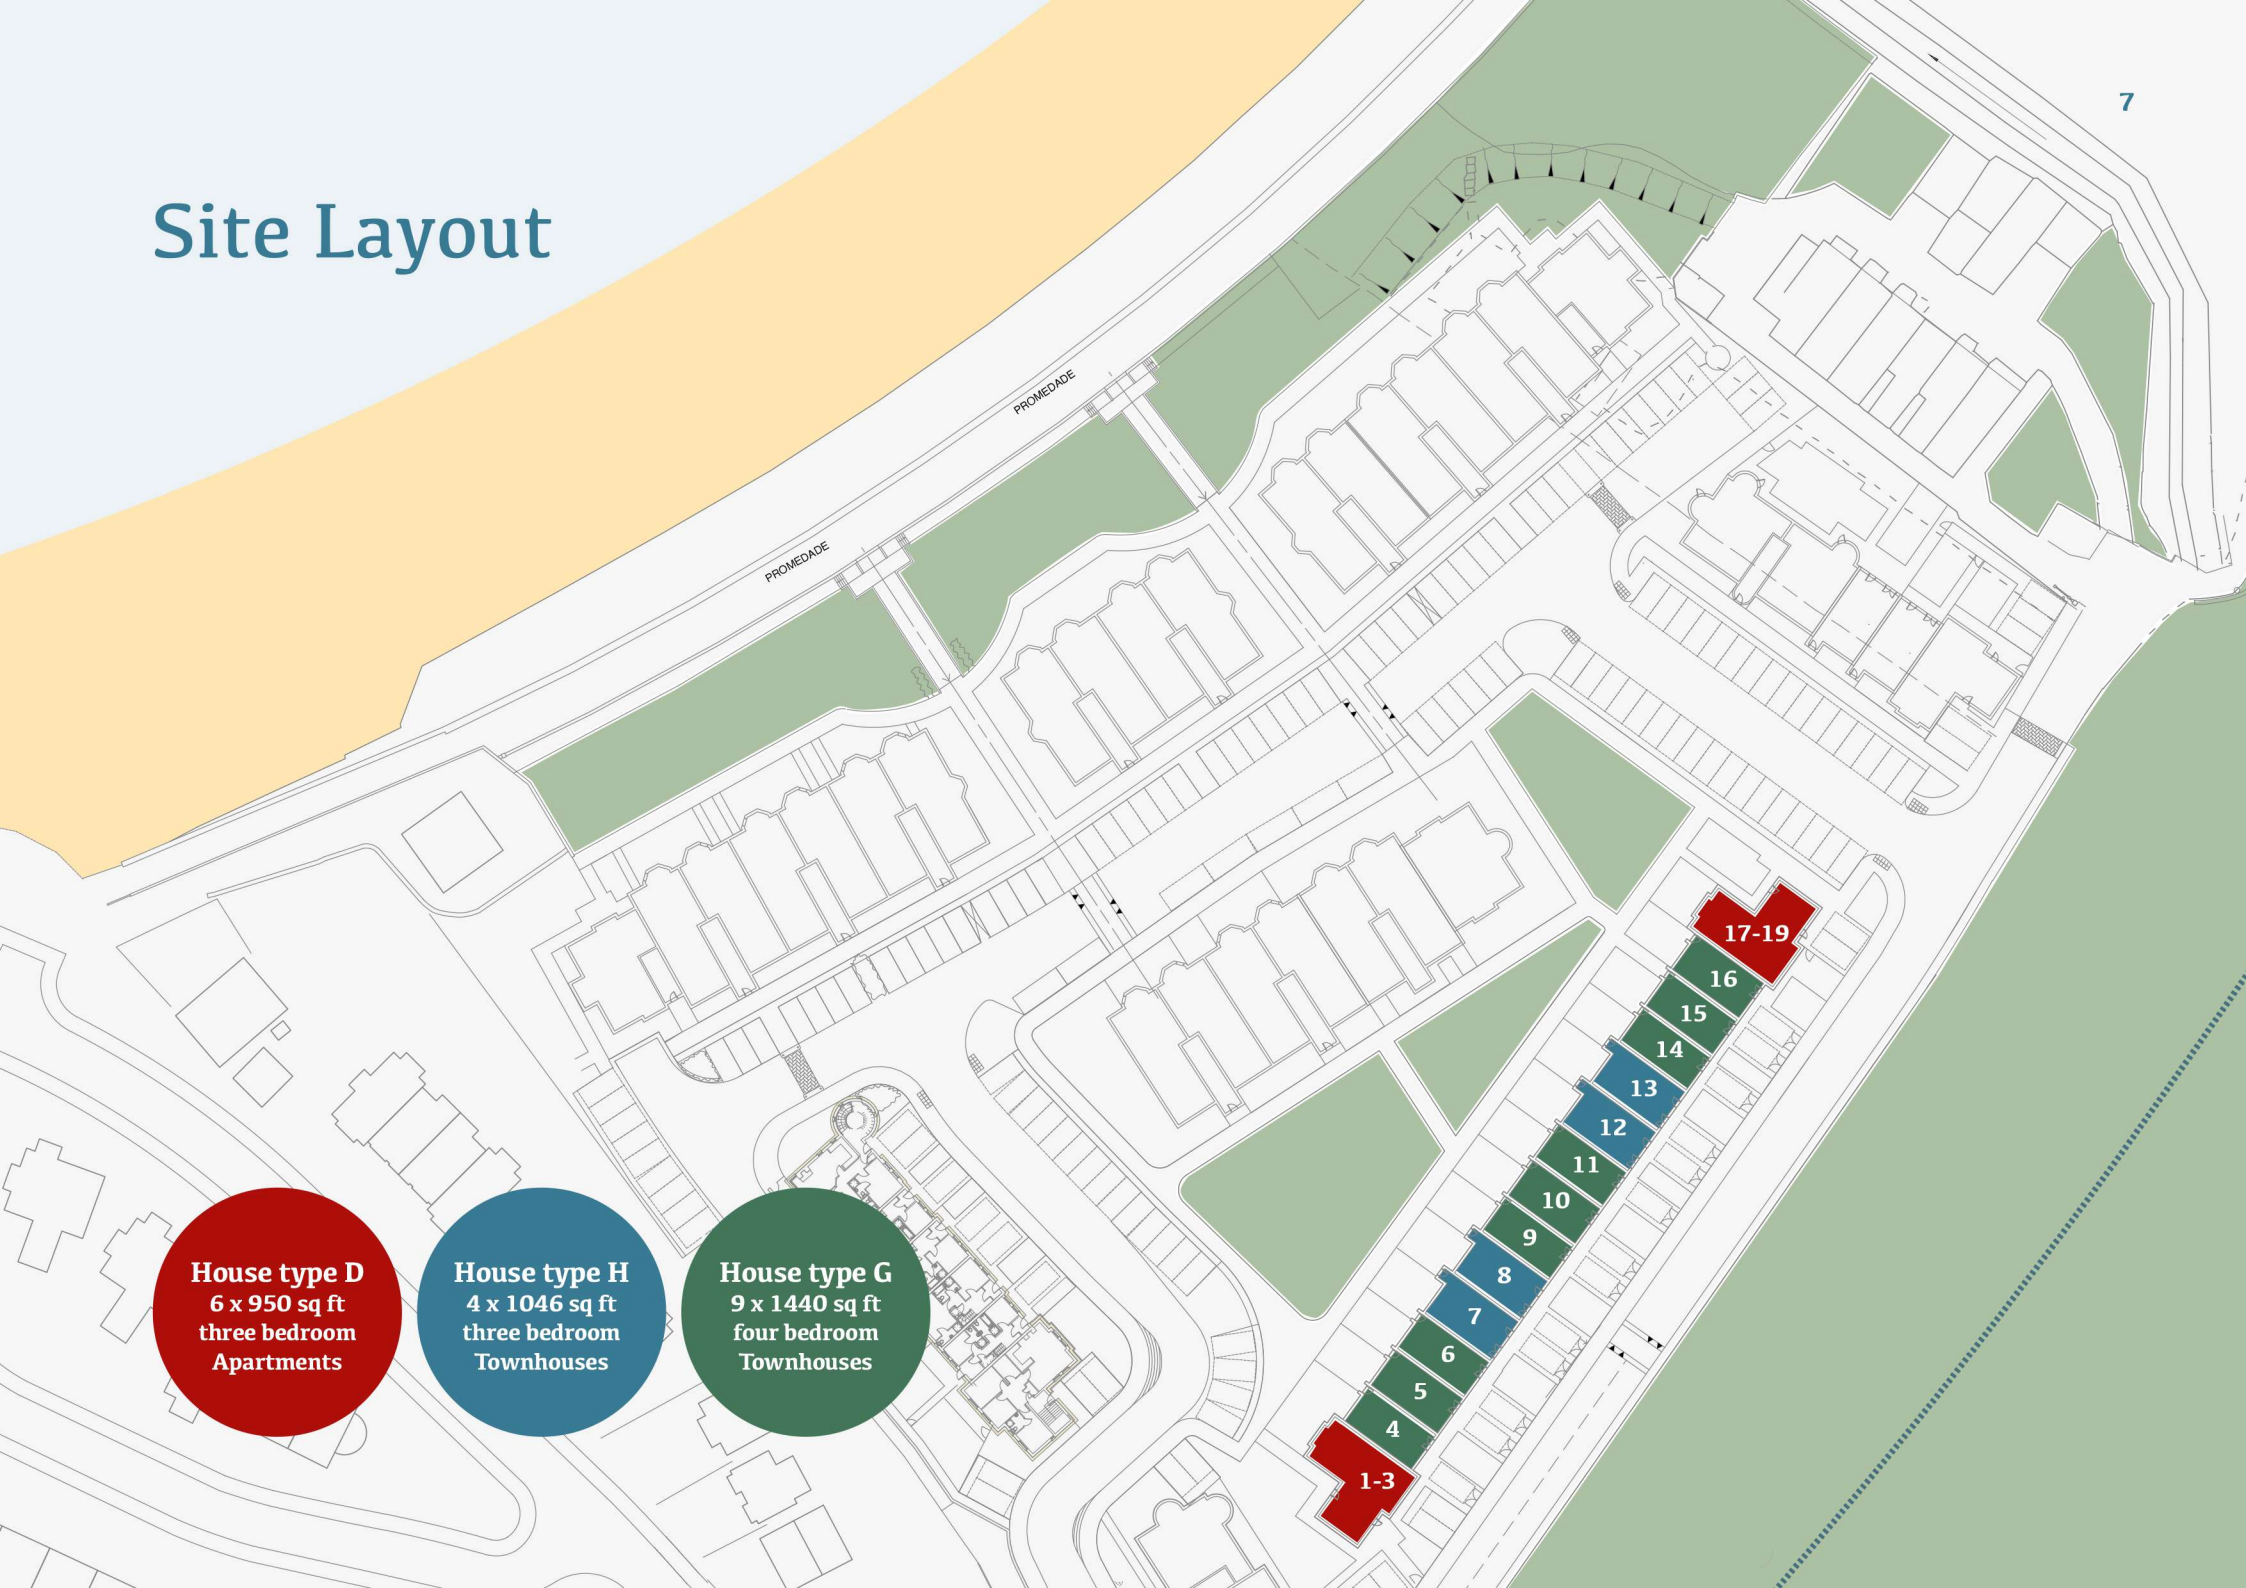 7
Site Layout
PROMEDADE
PROMEDADE
17-19
16
15
14
13
12
11
10
9
8
7
6
5
4
1-3
House type D
6 x 950 sq ft
three bedroom
Apartments
House type H
4 x 1046 sq ft
three bedroom
Townhouses
House type G
9 x 1440 sq ft
four bedroom
Townhouses